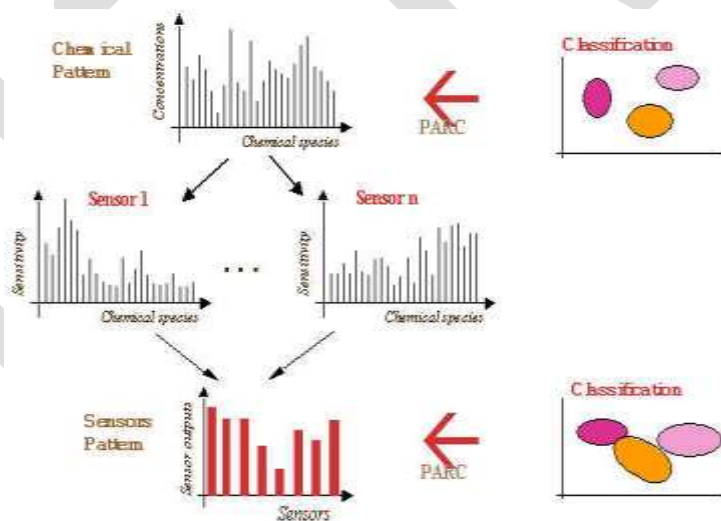 Chemical
Pattern
Concentrations
Chemical species
PARC
Classification
Sensor 1
Sensitivity
Chemical species
...
Sensor n
Sensitivity
Chemical species
Sensors
Pattern
Sensor outputs
Sensors
PARC
Classification